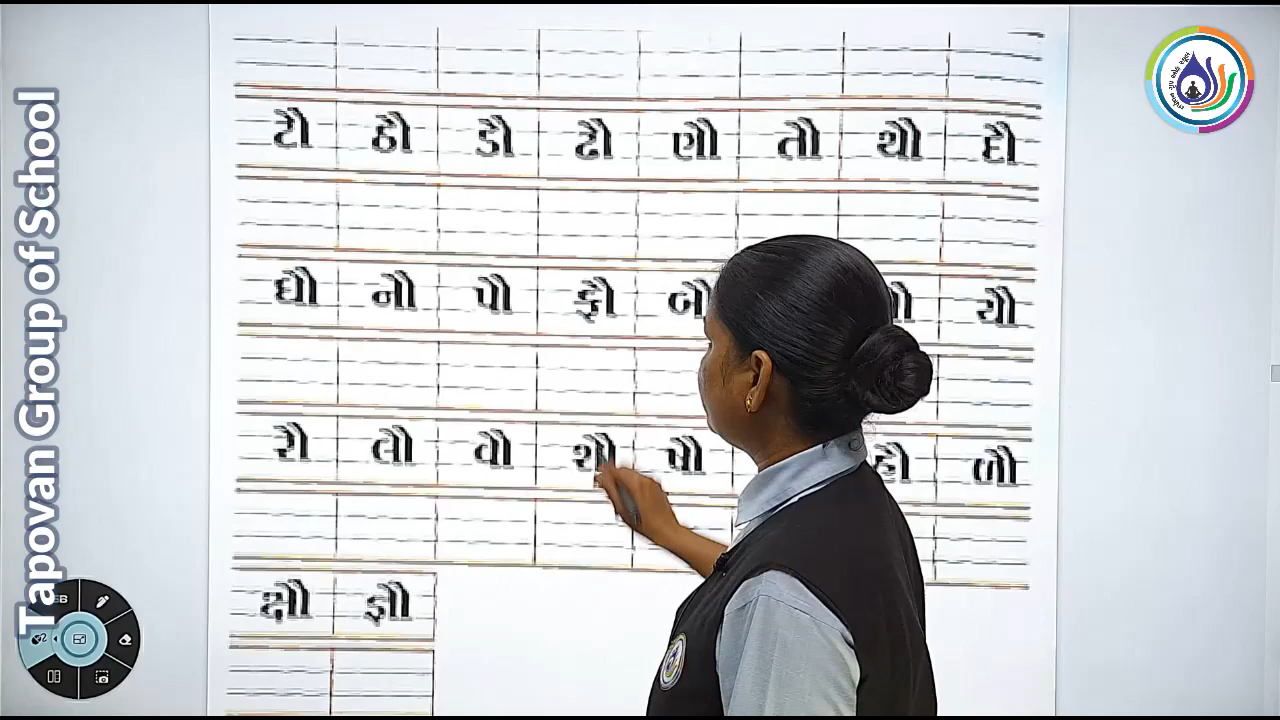 Tapovan Group of School
ટૌ ઠૌ ડૌ ઢૌ ણૌ તૌ થૌ દૌ
ધૌ નૌ પૌ ફૌ બૌ યૌ
રૌ લૌ વૌ શૌ ષૌ હૌ ળૌ
ક્ષૌ જ્ઞૌ